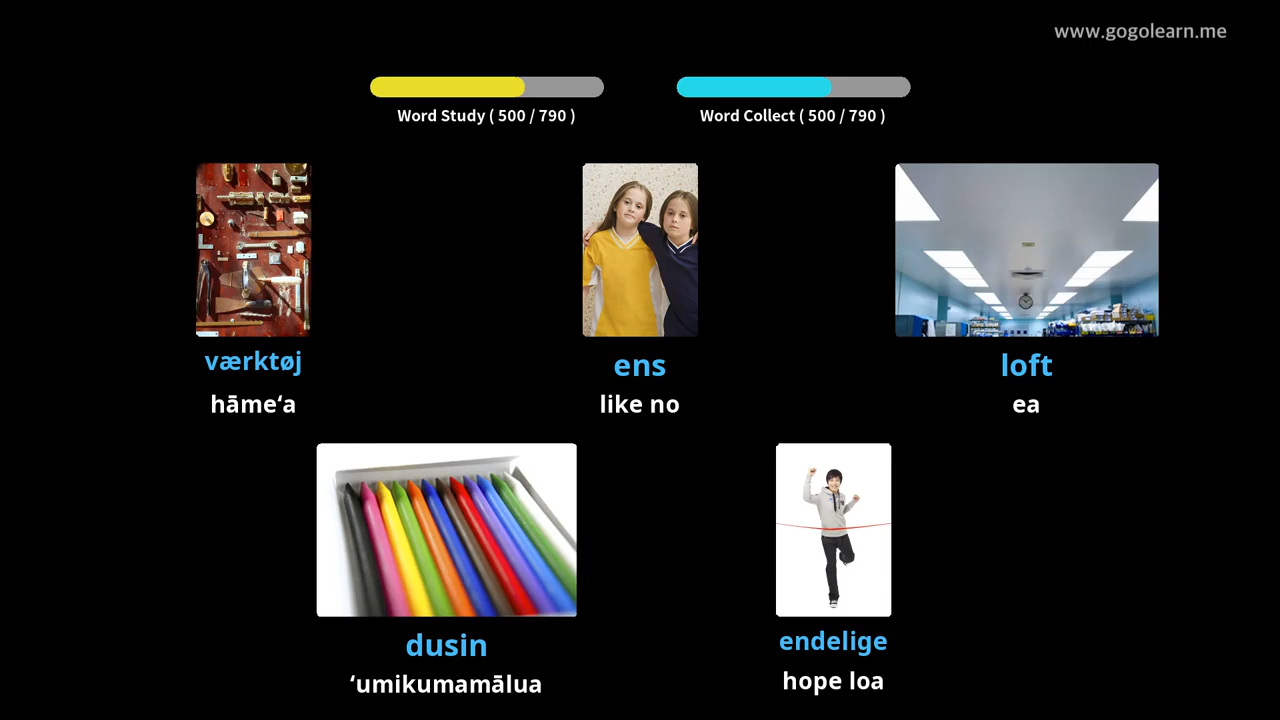 www.gogolearn.me
Word Study ( 500 / 790 )
Word Collect ( 500 / 790 )
værktøj
hāmeʻa
ens
like no
loft
ea
dusin
ʻumikumamālua
endelige
hope loa